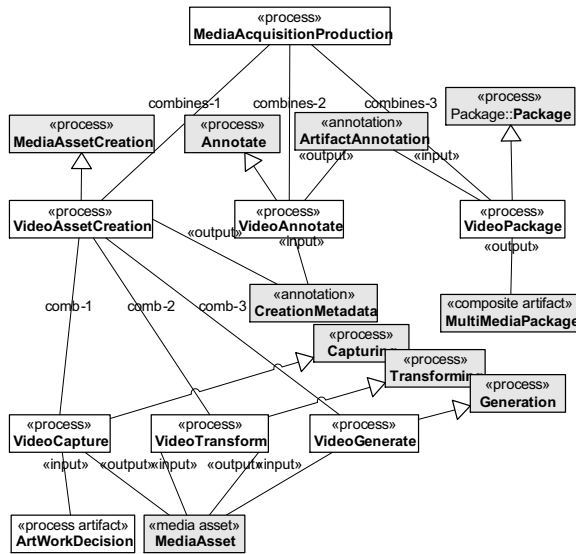 «process»
MediaAcquisitionProduction
combines-1
combines-2
combines-3
«process»
MediaAssetCreation
«process»
Annotate
«annotation»
ArtifactAnnotation
«process»
Package::Package
«output»
«input»
«process»
VideoAssetCreation
«process»
VideoAnnotate
«process»
VideoPackage
«output»
«input»
«output»
«annotation»
CreationMetadata
«composite artifact»
MultiMediaPackage
comb-1
comb-2
comb-3
«process»
Capturing
«process»
Transforming
«process»
Generation
«process»
VideoCapture
«process»
VideoTransform
«process»
VideoGenerate
«input»
«output»
«input»
«output»
«input»
«process artifact»
ArtWorkDecision
«media asset»
MediaAsset